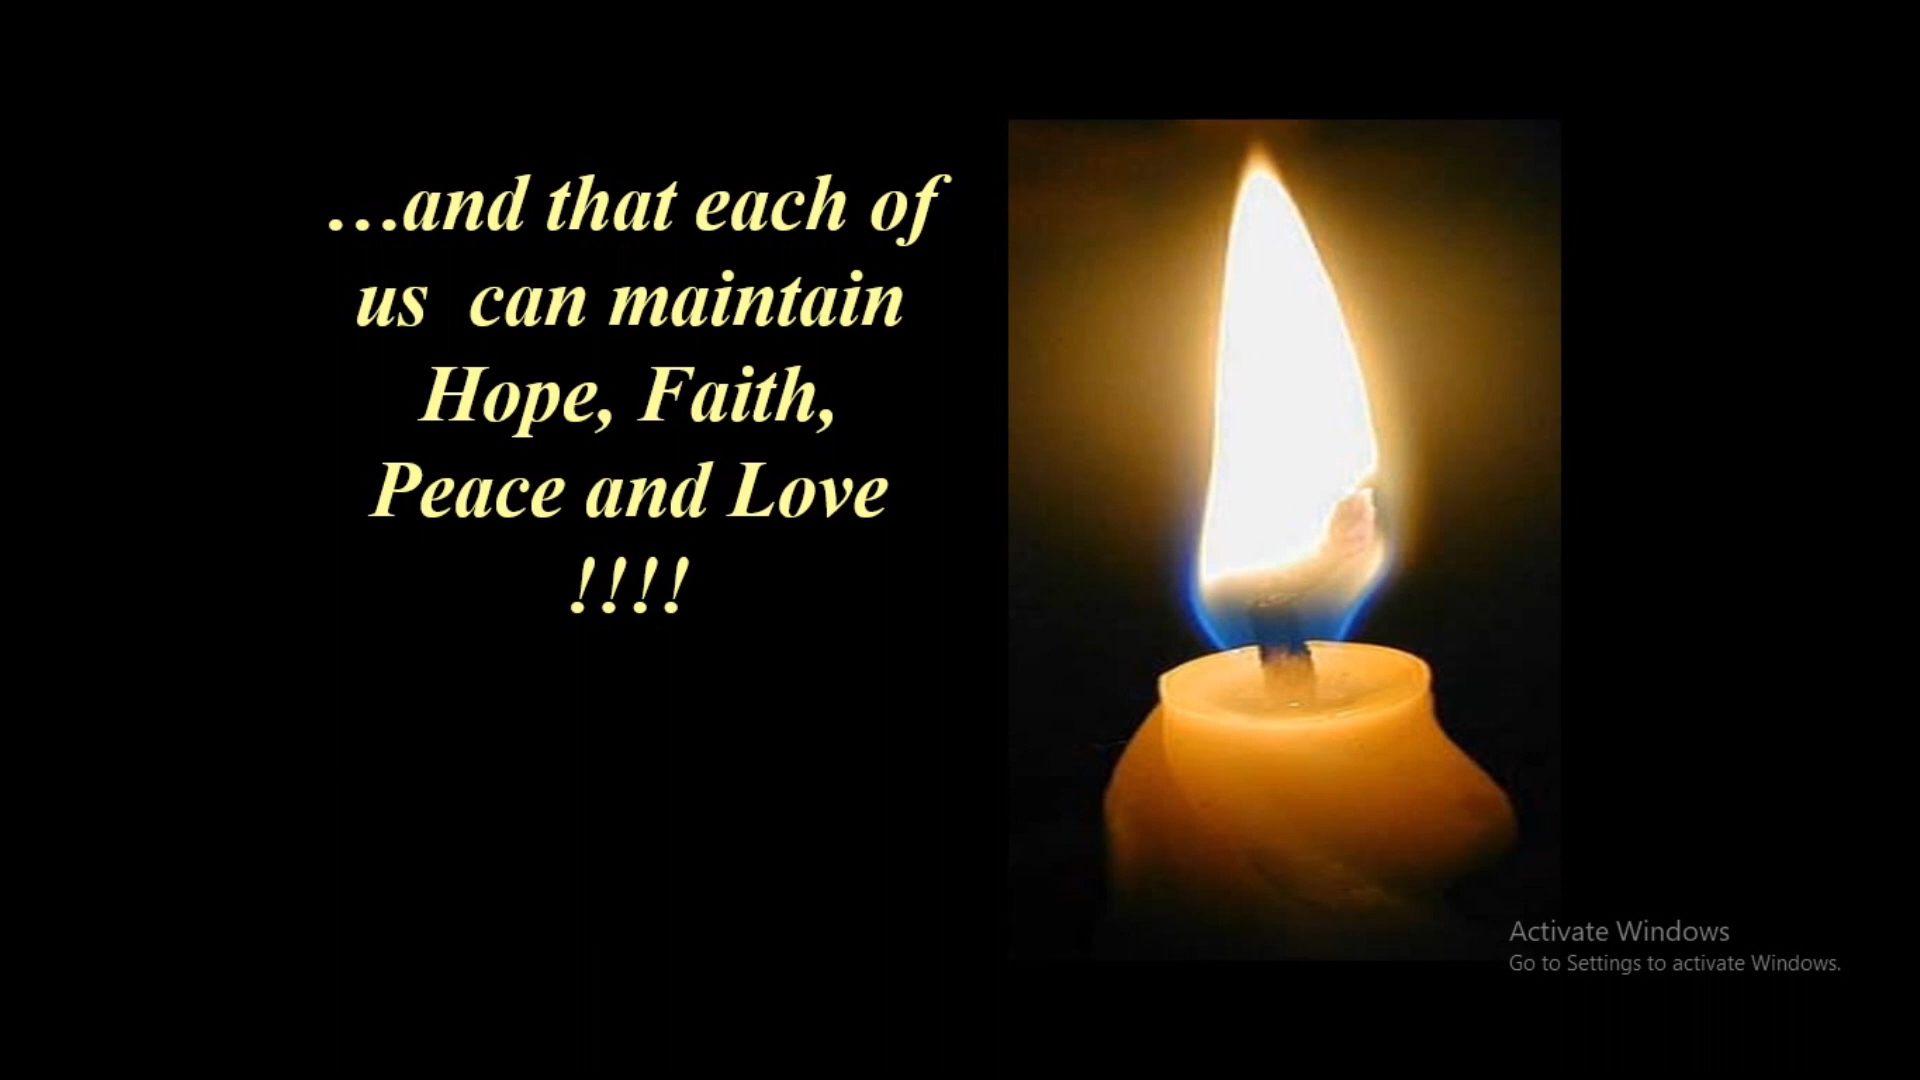 …and that each of
us  can maintain
Hope, Faith,
Peace and Love
!!!!
Activate Windows
Go to Settings to activate Windows.